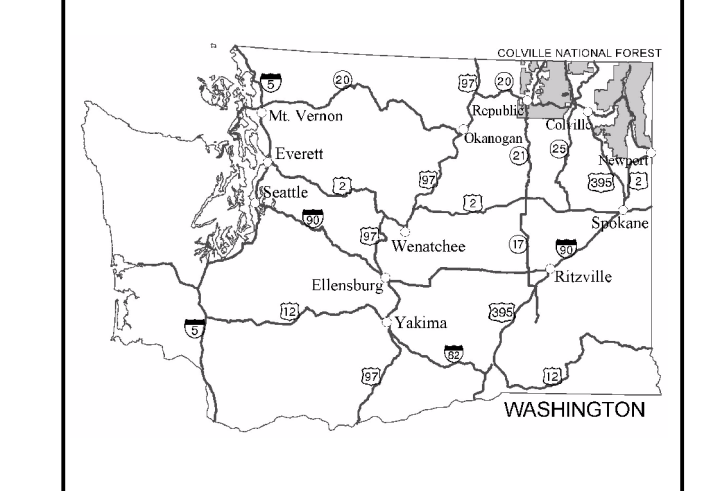 COLVILLE NATIONAL FOREST
5
20
97
20
Republic
Mt. Vernon
Colville
Okanogan
Everett
21
25
Newport
2
97
395
2
Seattle
2
90
Spokane
97
Wenatchee
17
90
Ellensburg
Ritzville
12
395
5
Yakima
82
97
12
WASHINGTON